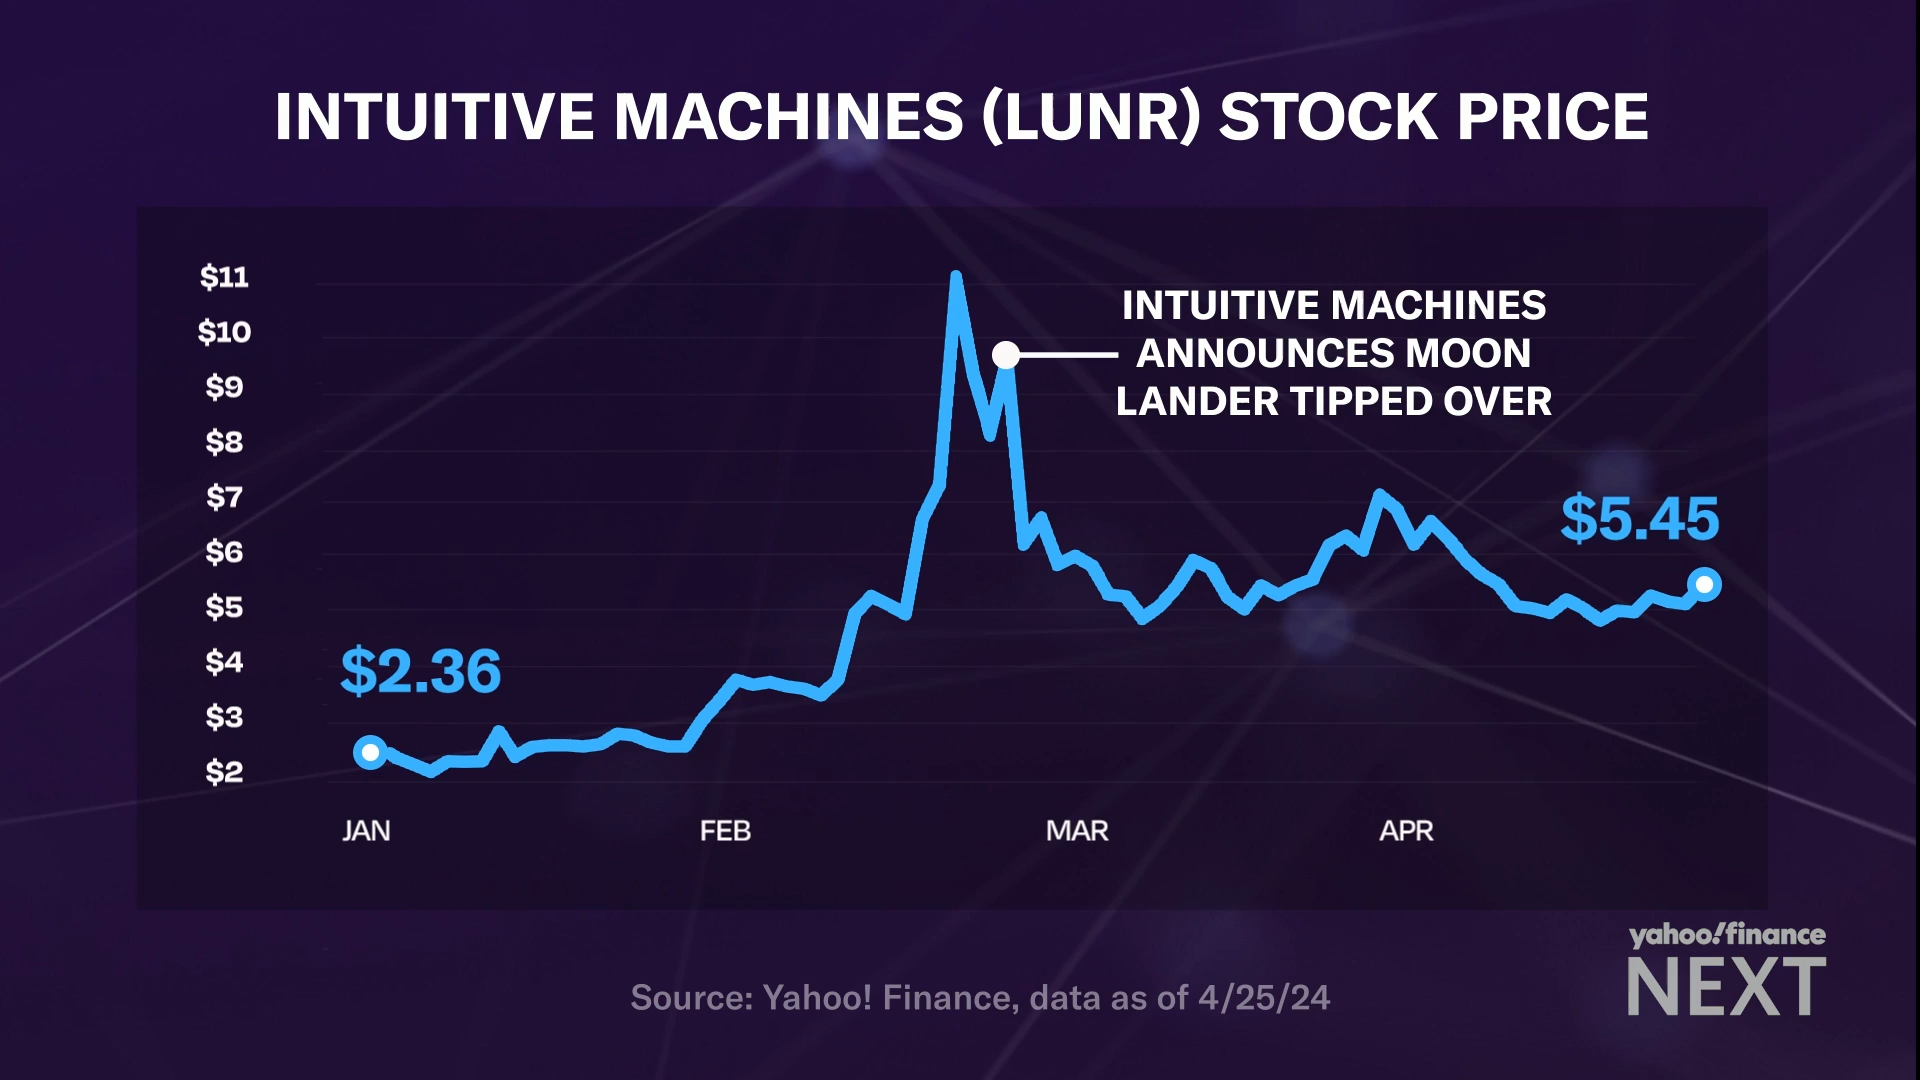 INTUITIVE MACHINES (LUNR) STOCK PRICE
$11
$10
$9
$8
$7
$6
$5
$4
$3
$2
INTUITIVE MACHINES
ANNOUNCES MOON
LANDER TIPPED OVER
$5.45
$2.36
JAN FEB MAR APR
yahoo!finance
NEXT
Source: Yahoo! Finance, data as of 4/25/24